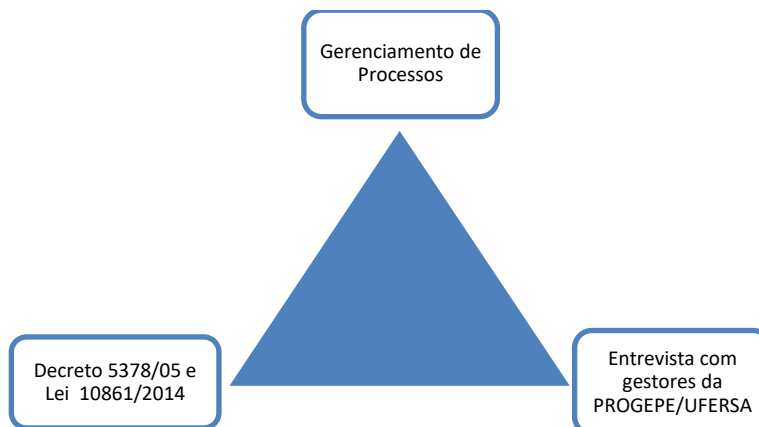 Gerenciamento de
Processos
Decreto 5378/05 e
Lei 10861/2014
Entrevista com
gestores da
PROGEPE/UFERSA